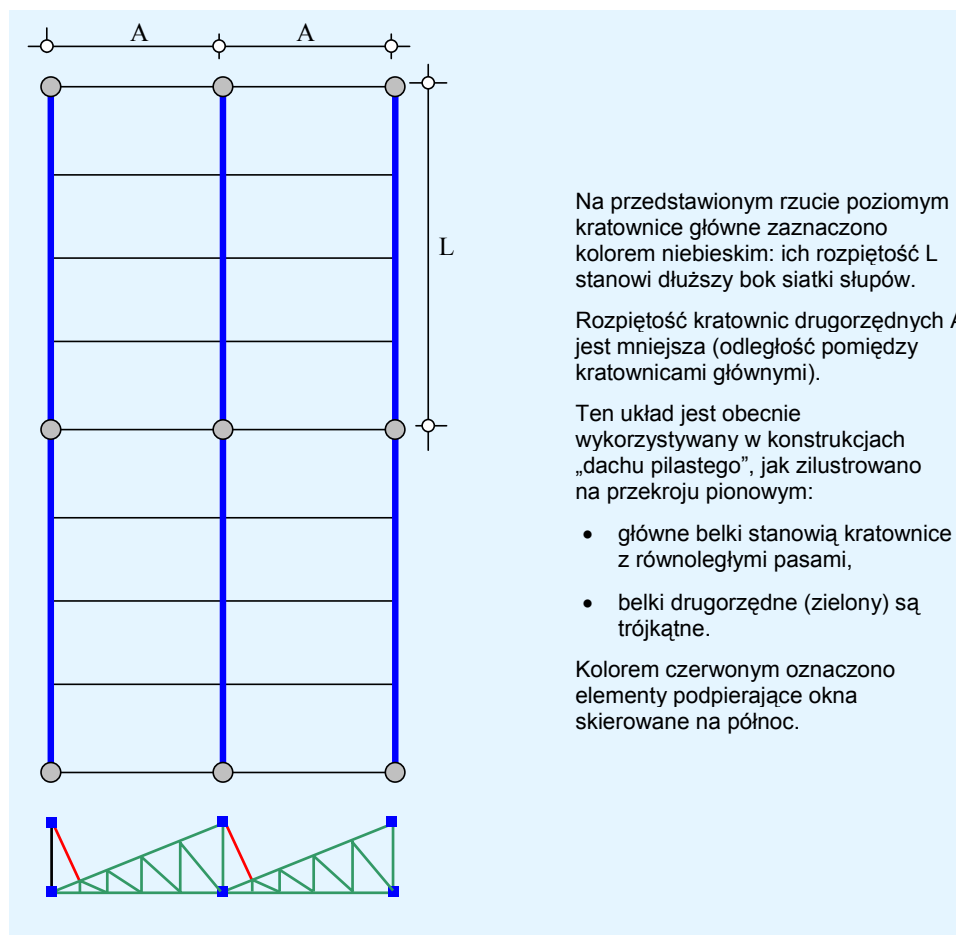 A A
L
Na przedstawionym rzucie poziomym
kratownice główne zaznaczono
kolorem niebieskim: ich rozpiętość L
stanowi dłuższy bok siatki słupów.
Rozpiętość kratownic drugorzędnych A
jest mniejsza (odległość pomiędzy
kratownicami głównymi).
Ten układ jest obecnie
wykorzystywany w konstrukcjach
„dachu pilastego”, jak zilustrowano
na przekroju pionowym:
• główne belki stanowią kratownice
z równoległymi pasami,
• belki drugorzędne (zielony) są
trójkątne.
Kolorem czerwonym oznaczono
elementy podpierające okna
skierowane na północ.